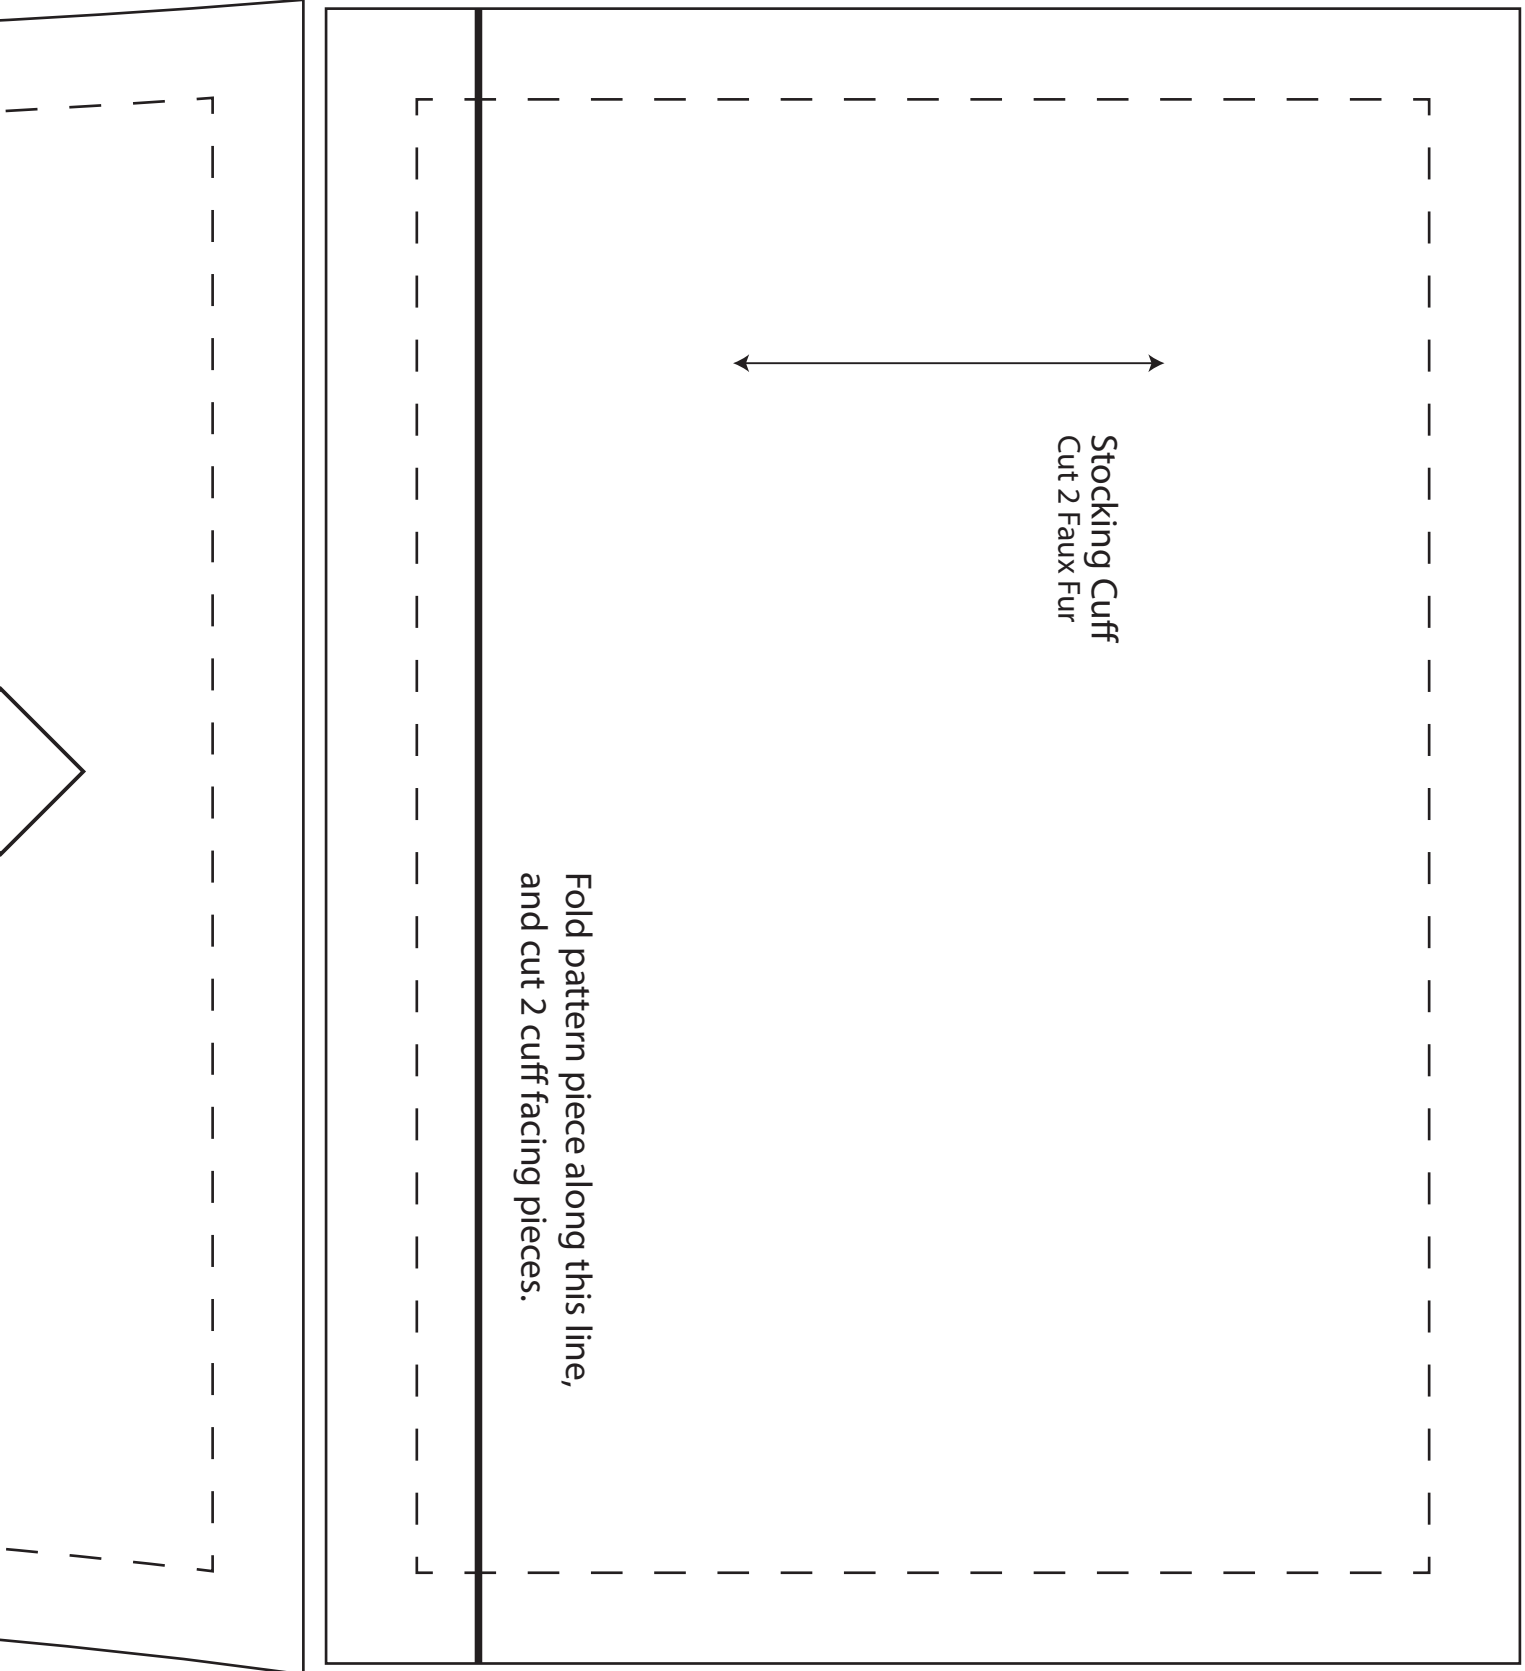 Stocking Cuff
Cut 2 Faux Fur
Fold pattern piece along this line,
and cut 2 cuff facing pieces.